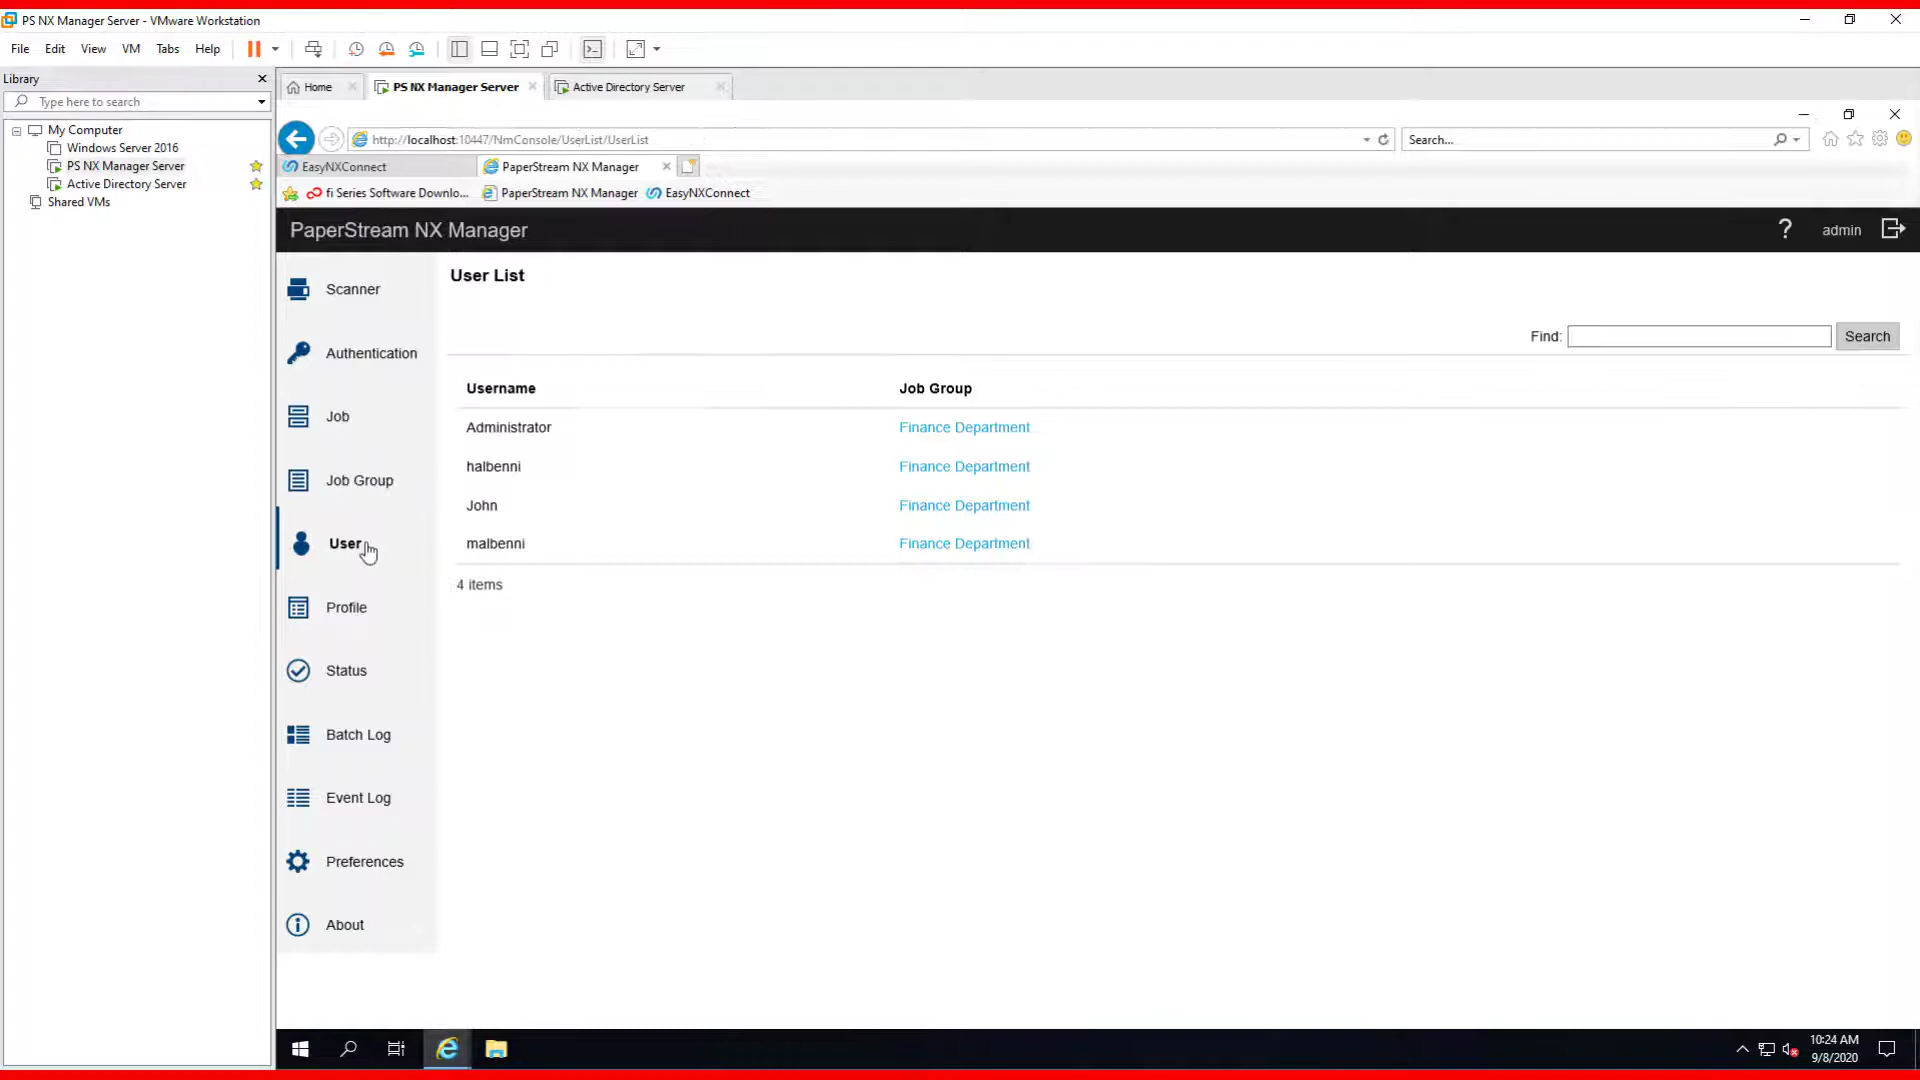 PS NX Manager Server - VMware Workstation
File Edit View VM Tabs Help
Library
Type here to search
My Computer
Windows Server 2016
PS NX Manager Server
Active Directory Server
Shared VMs
Home PS NX Manager Server Active Directory Server
http://localhost:10447/NmConsole/UserList/UserList Search...
EasyNXConnect PaperStream NX Manager
fi Series Software Downlo... PaperStream NX Manager EasyNXConnect
PaperStream NX Manager ? admin
Scanner
Authentication
Job
Job Group
User
Profile
Status
Batch Log
Event Log
Preferences
About
User List
Find: Search
Username Job Group
Administrator Finance Department
halbenni Finance Department
John Finance Department
malbenni Finance Department
4 items
10:24 AM
9/8/2020